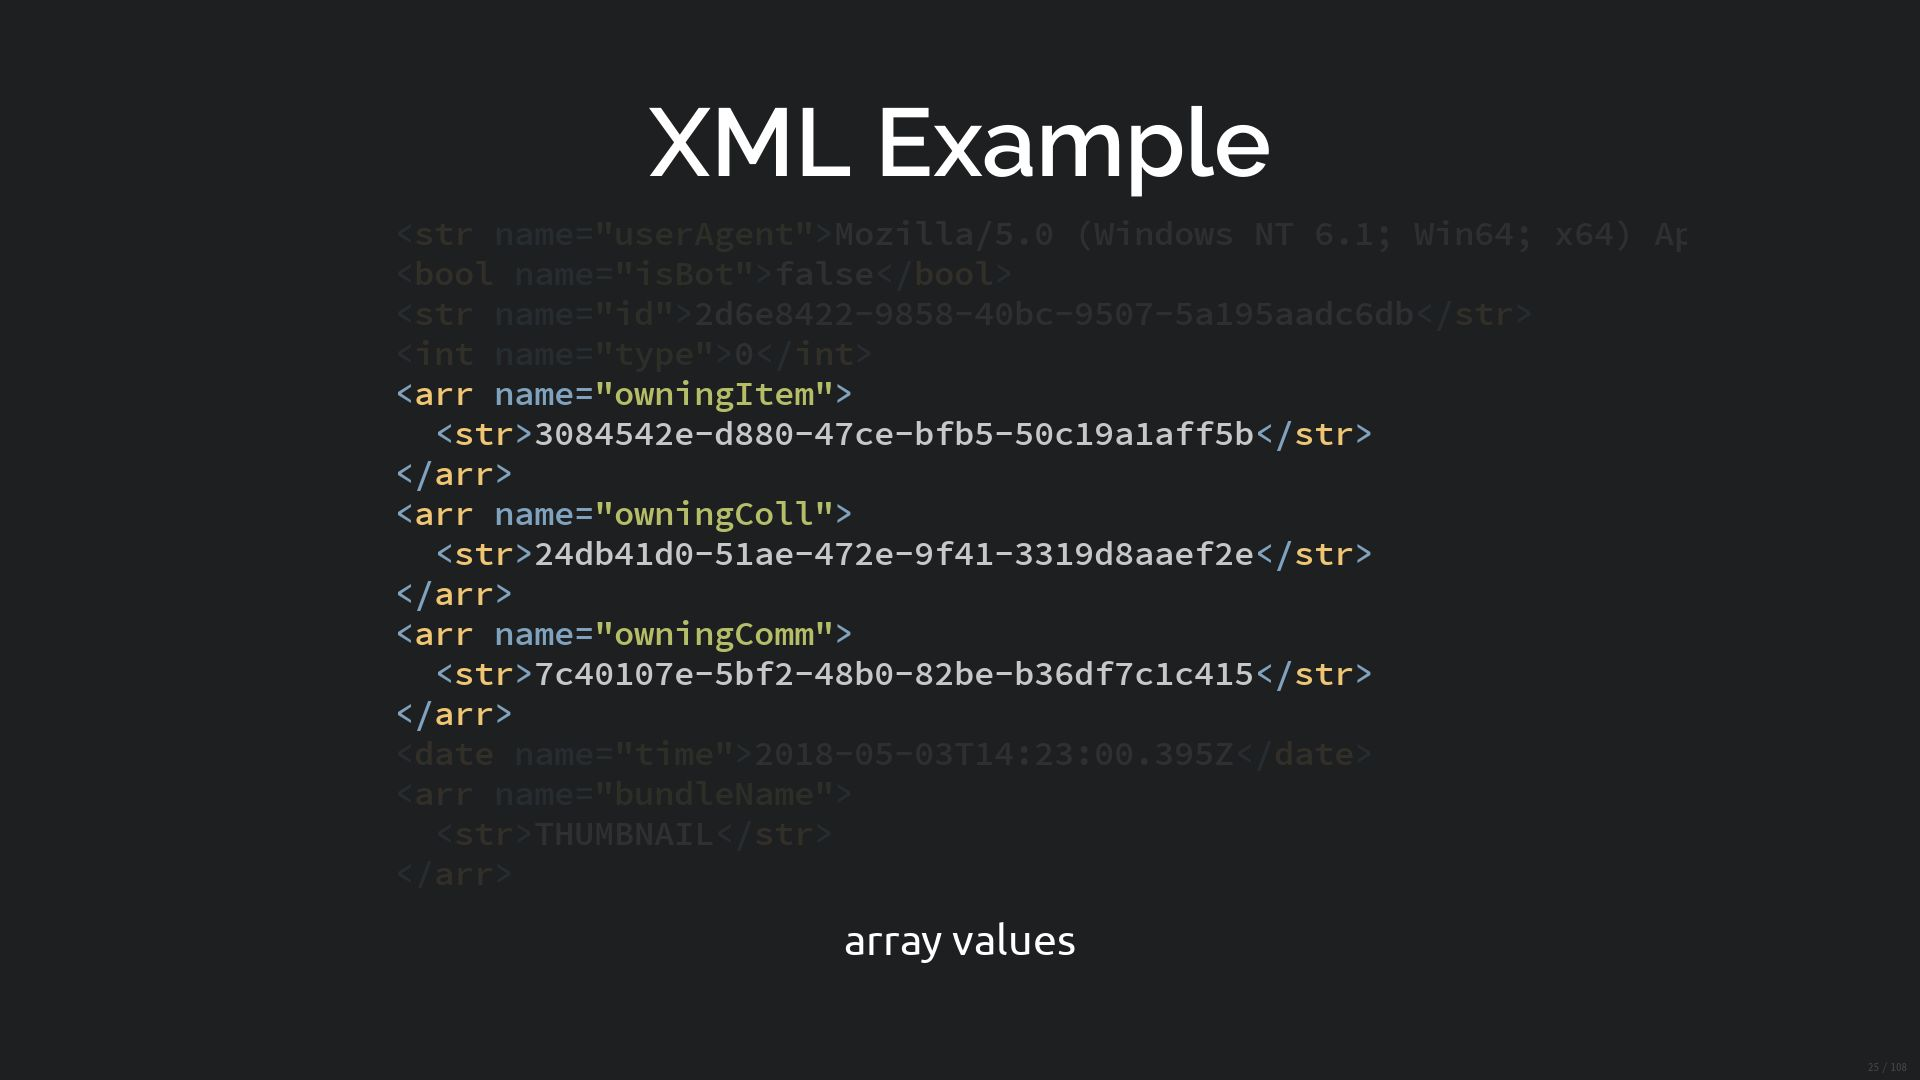 XML Example
<str name="userAgent">Mozilla/5.0 (Windows NT 6.1; Win64; x64) Ap
<bool name="isBot">false</bool>
<str name="id">2d6e8422-9858-40bc-9507-5a195aadc6db</str>
<int name="type">0</int>
<arr name="owningItem">
  <str>3084542e-d880-47ce-bfb5-50c19a1aff5b</str>
</arr>
<arr name="owningColl">
  <str>24db41d0-51ae-472e-9f41-3319d8aaef2e</str>
</arr>
<arr name="owningComm">
  <str>7c40107e-5bf2-48b0-82be-b36df7c1c415</str>
</arr>
<date name="time">2018-05-03T14:23:00.395Z</date>
<arr name="bundleName">
  <str>THUMBNAIL</str>
</arr>
array values
25 / 108